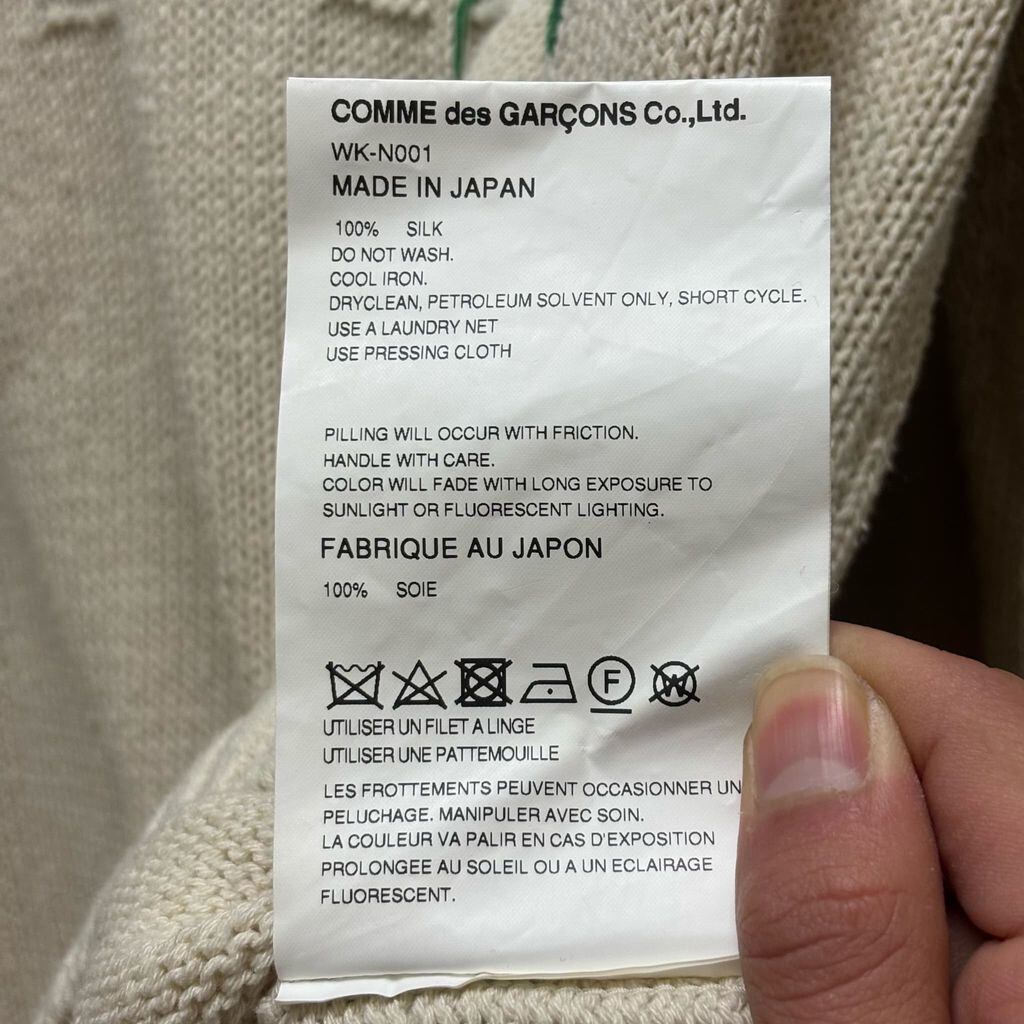 COMME des GARÇONS Co.,Ltd.
WK-N001
MADE IN JAPAN
100% SILK
DO NOT WASH.
COOL IRON.
DRYCLEAN, PETROLEUM SOLVENT ONLY, SHORT CYCLE.
USE A LAUNDRY NET
USE PRESSING CLOTH
PILLING WILL OCCUR WITH FRICTION.
HANDLE WITH CARE.
COLOR WILL FADE WITH LONG EXPOSURE TO
SUNLIGHT OR FLUORESCENT LIGHTING.
FABRIQUE AU JAPON
100% SOIE
F W
UTILISER UN FILET A LINGE
UTILISER UNE PATTEMOUILLE
LES FROTTEMENTS PEUVENT OCCASIONNER UN
PELUCHAGE. MANIPULER AVEC SOIN.
LA COULEUR VA PALIR EN CAS D'EXPOSITION
PROLONGEE AU SOLEIL OU A UN ECLAIRAGE
FLUORESCENT.